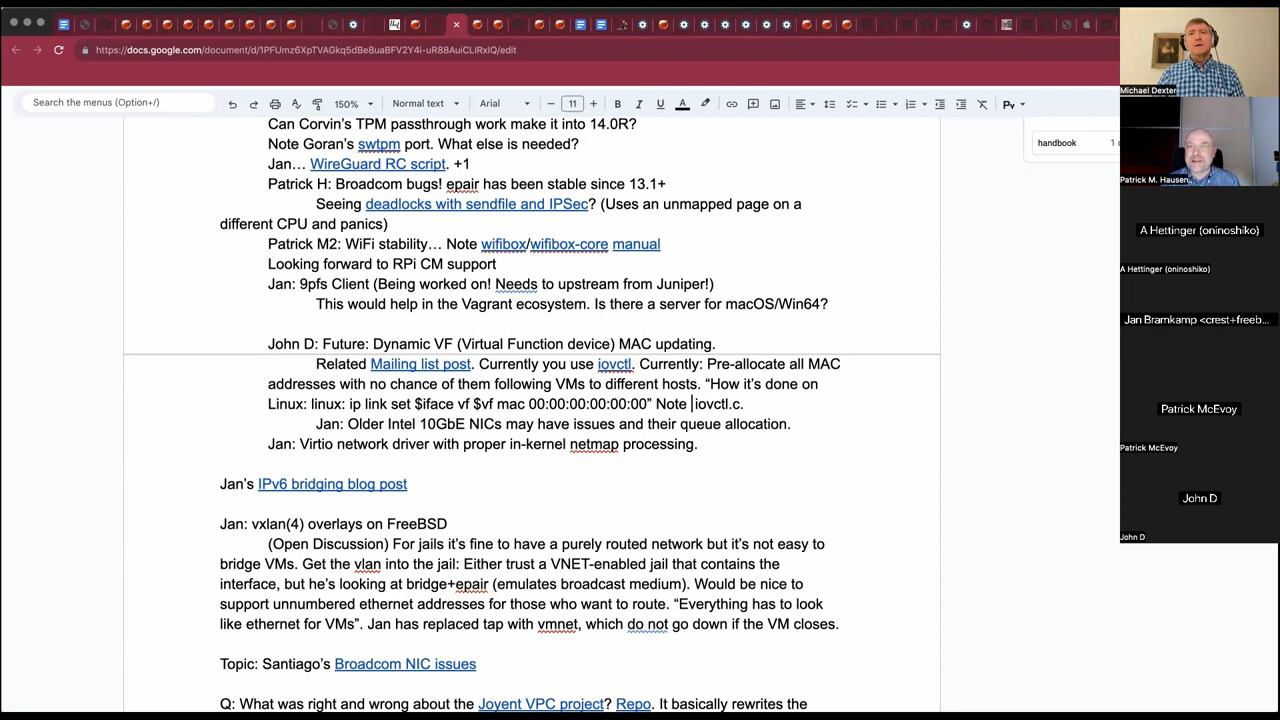 https://docs.google.com/document/d/1PFUmz6XpTVAGkq5dBe8uaBFV2Y4i-uR88AuiCLIRxlQ/edit
Search the menus (Option+/)
150%
Normal text
Arial
11
Can Corvin's TPM passthrough work make it into 14.0R?
Note Goran's swtpm port. What else is needed?
Jan… WireGuard RC script. +1
Patrick H: Broadcom bugs! epair has been stable since 13.1+
Seeing deadlocks with sendfile and IPSec? (Uses an unmapped page on a
different CPU and panics)
Patrick M2: WiFi stability… Note wifibox/wifibox-core manual
Looking forward to RPi CM support
Jan: 9pfs Client (Being worked on! Needs to upstream from Juniper!)
This would help in the Vagrant ecosystem. Is there a server for macOS/Win64?
John D: Future: Dynamic VF (Virtual Function device) MAC updating.
Related Mailing list post. Currently you use iovctl. Currently: Pre-allocate all MAC
addresses with no chance of them following VMs to different hosts. “How it's done on
Linux: linux: ip link set $iface vf $vf mac 00:00:00:00:00:00” Note iovctl.c.
Jan: Older Intel 10GbE NICs may have issues and their queue allocation.
Jan: Virtio network driver with proper in-kernel netmap processing.
Jan's IPv6 bridging blog post
Jan: vxlan(4) overlays on FreeBSD
(Open Discussion) For jails it's fine to have a purely routed network but it's not easy to
bridge VMs. Get the vlan into the jail: Either trust a VNET-enabled jail that contains the
interface, but he's looking at bridge+epair (emulates broadcast medium). Would be nice to
support unnumbered ethernet addresses for those who want to route. “Everything has to look
like ethernet for VMs”. Jan has replaced tap with vmnet, which do not go down if the VM closes.
Topic: Santiago's Broadcom NIC issues
Q: What was right and wrong about the Joyent VPC project? Repo. It basically rewrites the
handbook
Michael Dexter
Patrick M. Hausen
A Hettinger (oninoshiko)
A Hettinger (oninoshiko)
Jan Bramkamp <crest+freeb...
Patrick McEvoy
Patrick McEvoy
John D
John D